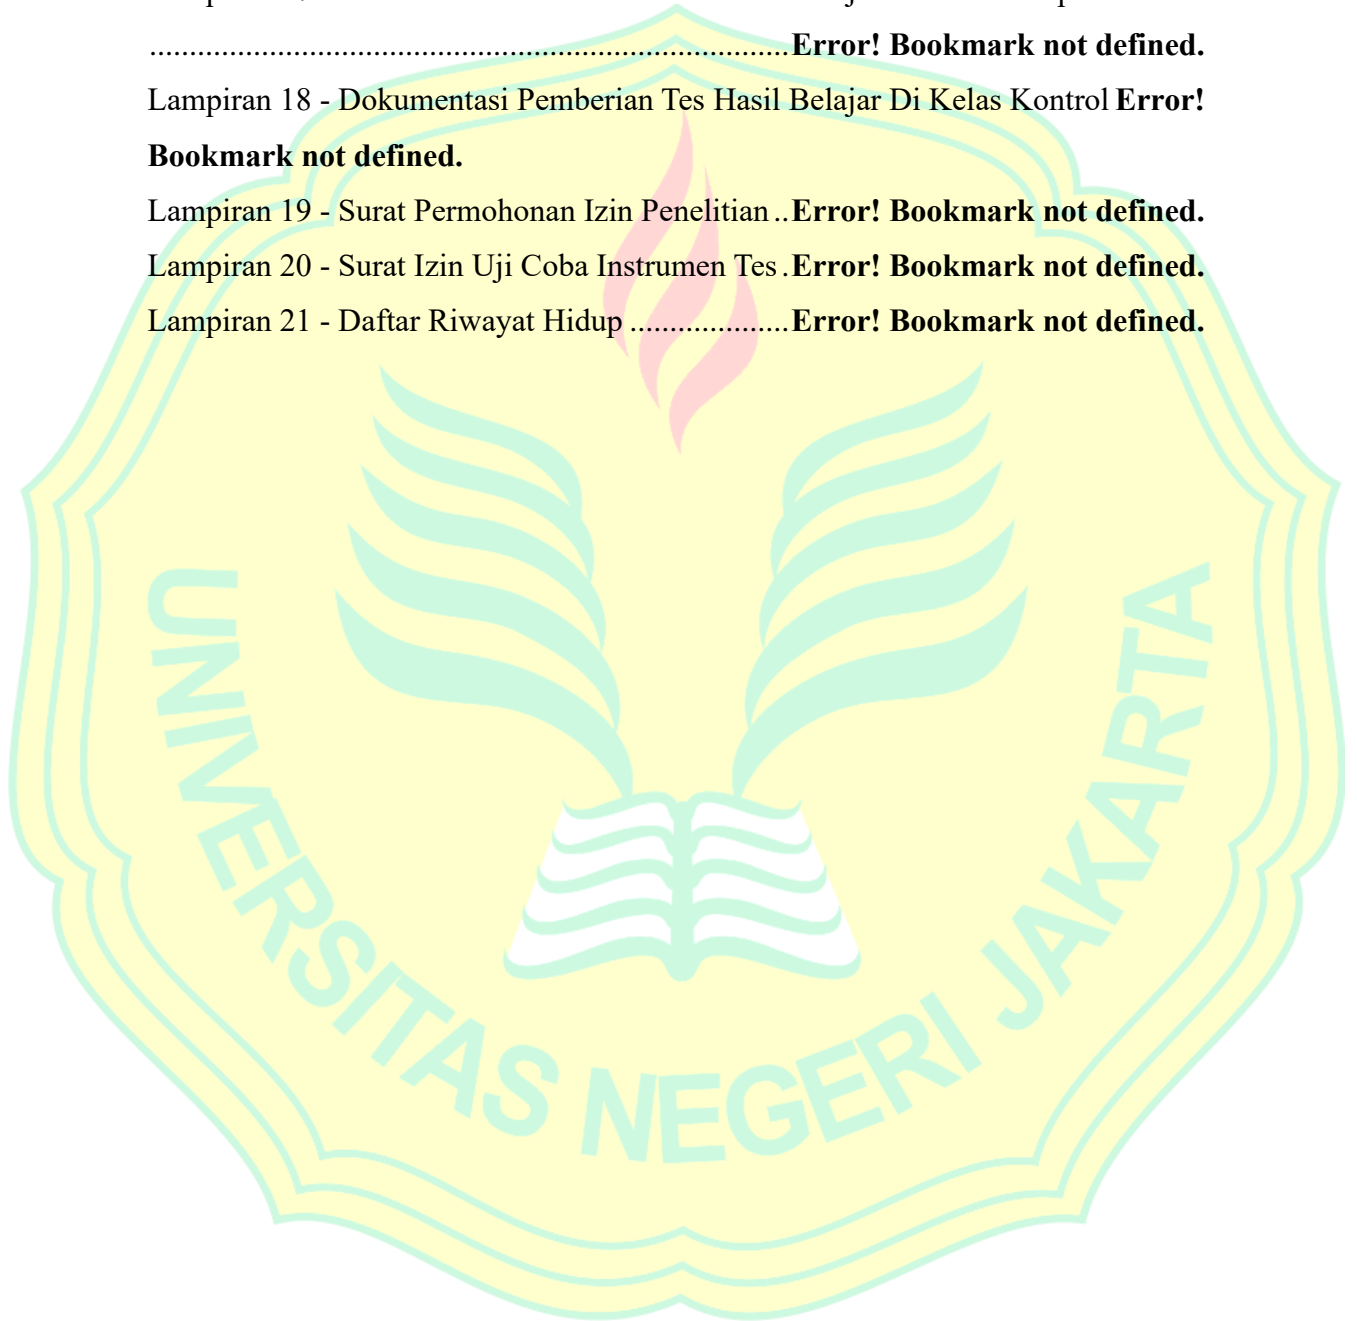 ........................................................................Error! Bookmark not defined.
Lampiran 18 - Dokumentasi Pemberian Tes Hasil Belajar Di Kelas Kontrol Error!
Bookmark not defined.
Lampiran 19 - Surat Permohonan Izin Penelitian ..Error! Bookmark not defined.
Lampiran 20 - Surat Izin Uji Coba Instrumen Tes .Error! Bookmark not defined.
Lampiran 21 - Daftar Riwayat Hidup ....................Error! Bookmark not defined.
UNIVERSITAS NEGERI JAKARTA